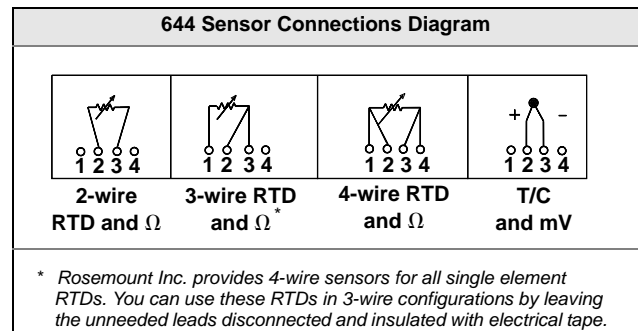 644 Sensor Connections Diagram
1 2 3 4 1 2 3 4 1 2 3 4 + - 1 2 3 4
2-wire RTD and Ω
3-wire RTD and Ω*
4-wire RTD and Ω
T/C and mV
* Rosemount Inc. provides 4-wire sensors for all single element
RTDs. You can use these RTDs in 3-wire configurations by leaving
the unneeded leads disconnected and insulated with electrical tape.